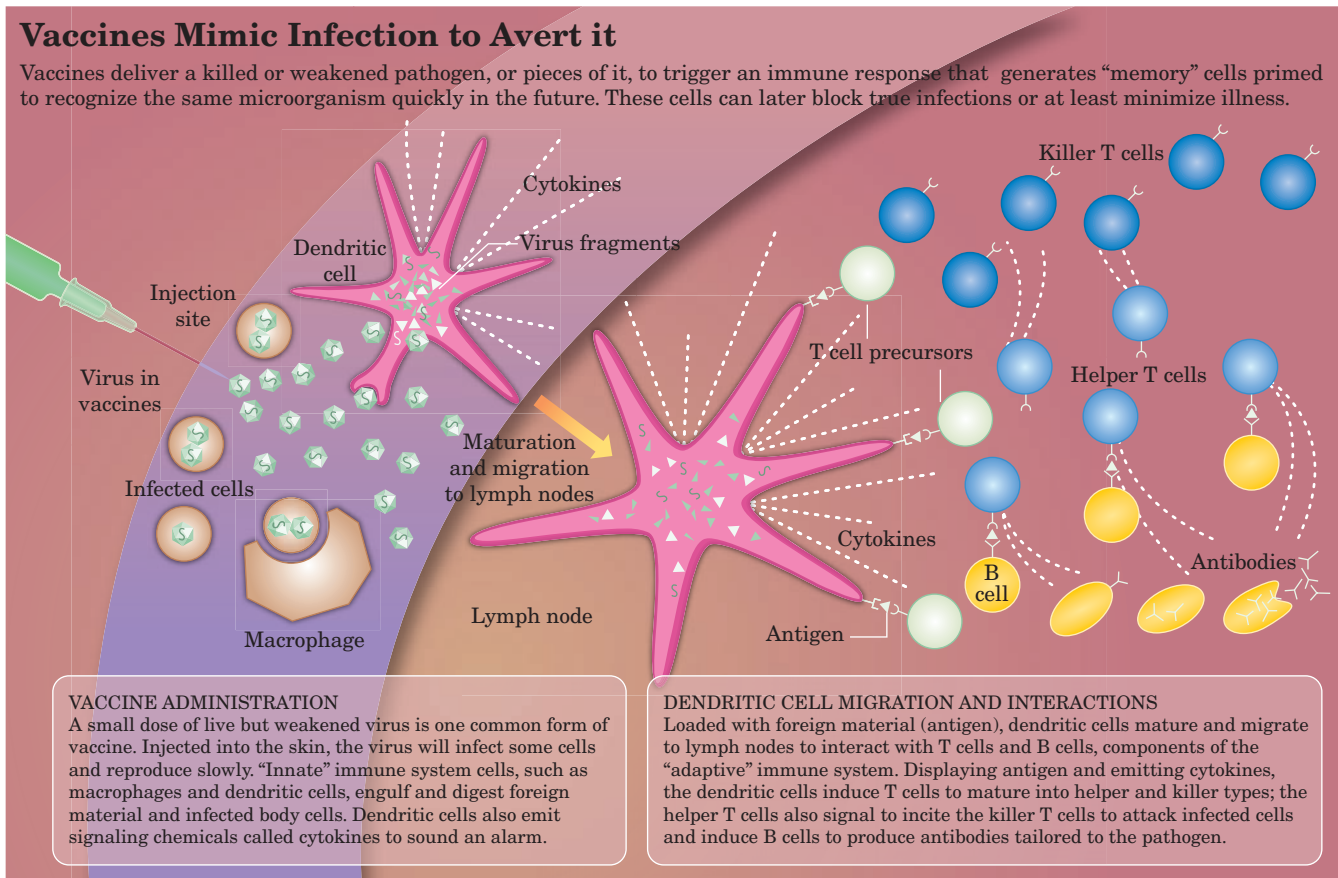 Vaccines Mimic Infection to Avert it
Vaccines deliver a killed or weakened pathogen, or pieces of it, to trigger an immune response that generates “memory” cells primed
to recognize the same microorganism quickly in the future. These cells can later block true infections or at least minimize illness.
Killer T cells
Cytokines
Virus fragments
Dendritic
cell
Injection
site
T cell precursors
Virus in
vaccines
Helper T cells
Maturation
and migration
to lymph nodes
Infected cells
Cytokines
Antibodies
B
cell
Lymph node
Antigen
Macrophage
VACCINE ADMINISTRATION
A small dose of live but weakened virus is one common form of
vaccine. Injected into the skin, the virus will infect some cells
and reproduce slowly. “Innate” immune system cells, such as
macrophages and dendritic cells, engulf and digest foreign
material and infected body cells. Dendritic cells also emit
signaling chemicals called cytokines to sound an alarm.
DENDRITIC CELL MIGRATION AND INTERACTIONS
Loaded with foreign material (antigen), dendritic cells mature and migrate
to lymph nodes to interact with T cells and B cells, components of the
“adaptive” immune system. Displaying antigen and emitting cytokines,
the dendritic cells induce T cells to mature into helper and killer types; the
helper T cells also signal to incite the killer T cells to attack infected cells
and induce B cells to produce antibodies tailored to the pathogen.